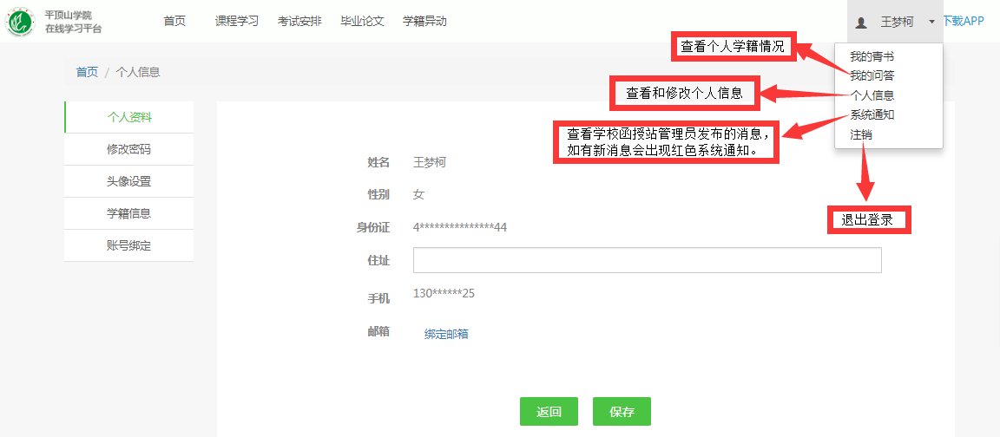 平顶山学院
在线学习平台
首页
课程学习
考试安排
毕业论文
学籍异动
王梦柯
下载APP
首页 / 个人信息
查看个人学籍情况
查看和修改个人信息
查看学校函授站管理员发布的消息，
如有新消息会出现红色系统通知。
我的青书
我的问答
个人信息
系统通知
注销
退出登录
个人资料
修改密码
头像设置
学籍信息
账号绑定
姓名 王梦柯
性别 女
身份证 4***************44
住址
手机 130******25
邮箱 绑定邮箱
返回
保存